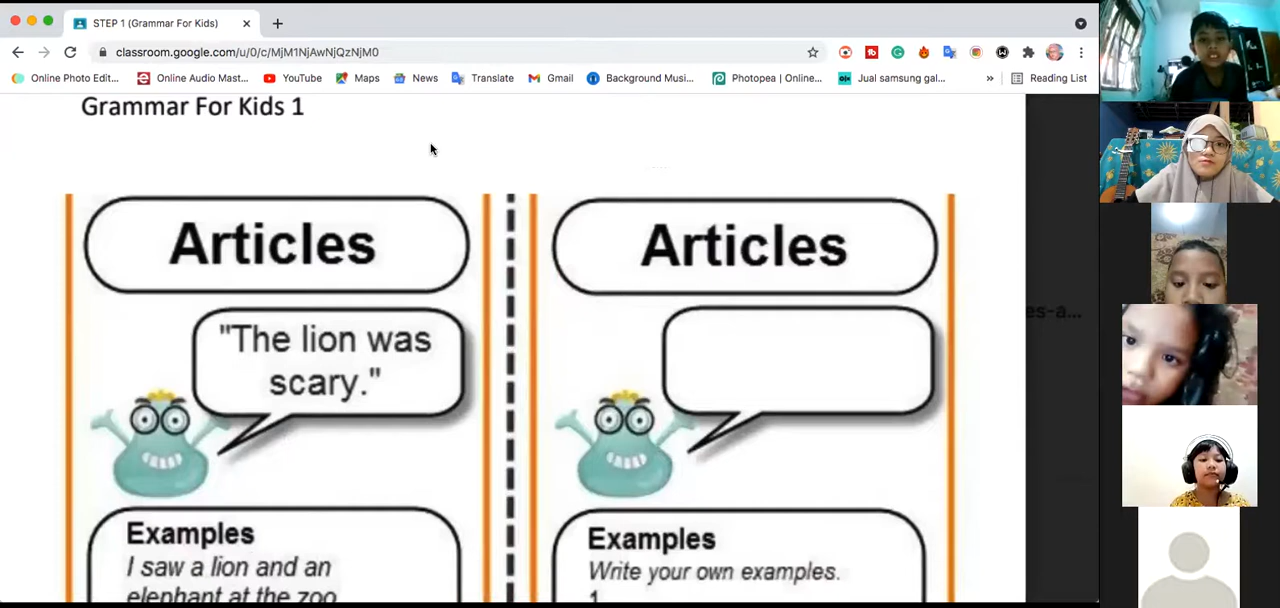 STEP 1 (Grammar For Kids)
classroom.google.com/u/0/c/MjM1NjAwNjQzNjM0
Online Photo Edit... Online Audio Mast... YouTube Maps News Translate Gmail Background Musi... Photopea | Online... Jual samsung gal... » Reading List
Grammar For Kids 1
Articles
"The lion was
scary."
Examples
I saw a lion and an
elephant at the zoo
Articles
Examples
Write your own examples.
1
es-a...